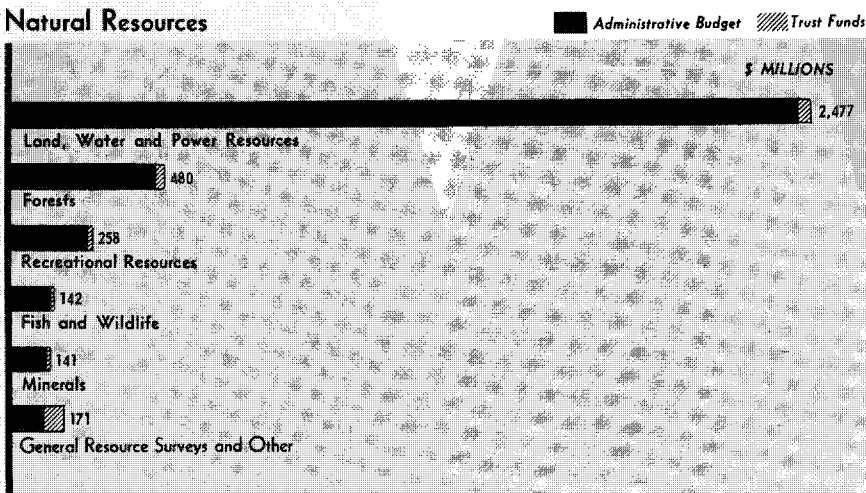 Natural Resources
Administrative Budget Trust Funds
$ MILLIONS
2,477
Land, Water and Power Resources
480
Forests
258
Recreational Resources
142
Fish and Wildlife
141
Minerals
171
General Resource Surveys and Other